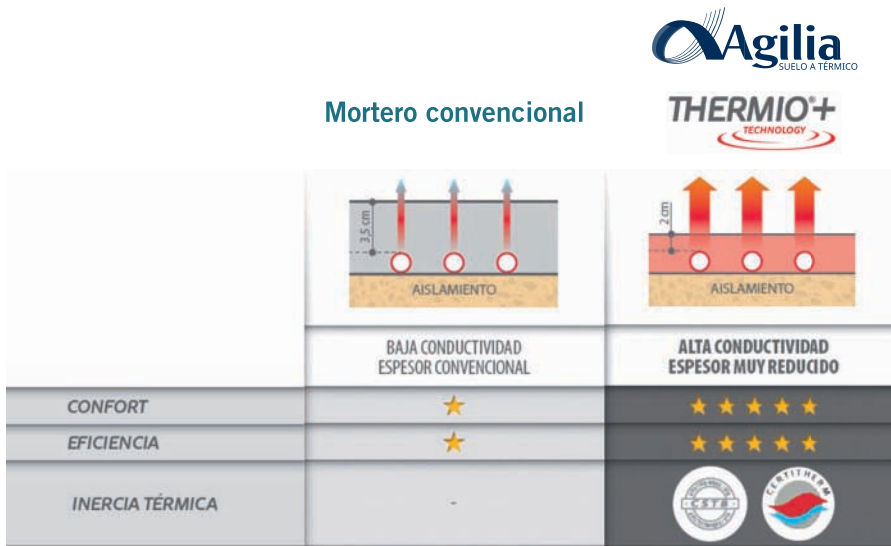 Agilia
SUELO A TÉRMICO
Mortero convencional
THERMIO®+
TECHNOLOGY
3,5 cm
AISLAMIENTO
2 cm
AISLAMIENTO
BAJA CONDUCTIVIDAD
ESPESOR CONVENCIONAL
ALTA CONDUCTIVIDAD
ESPESOR MUY REDUCIDO
CONFORT
EFICIENCIA
INERCIA TÉRMICA
-
CSTB
CERTITHERM